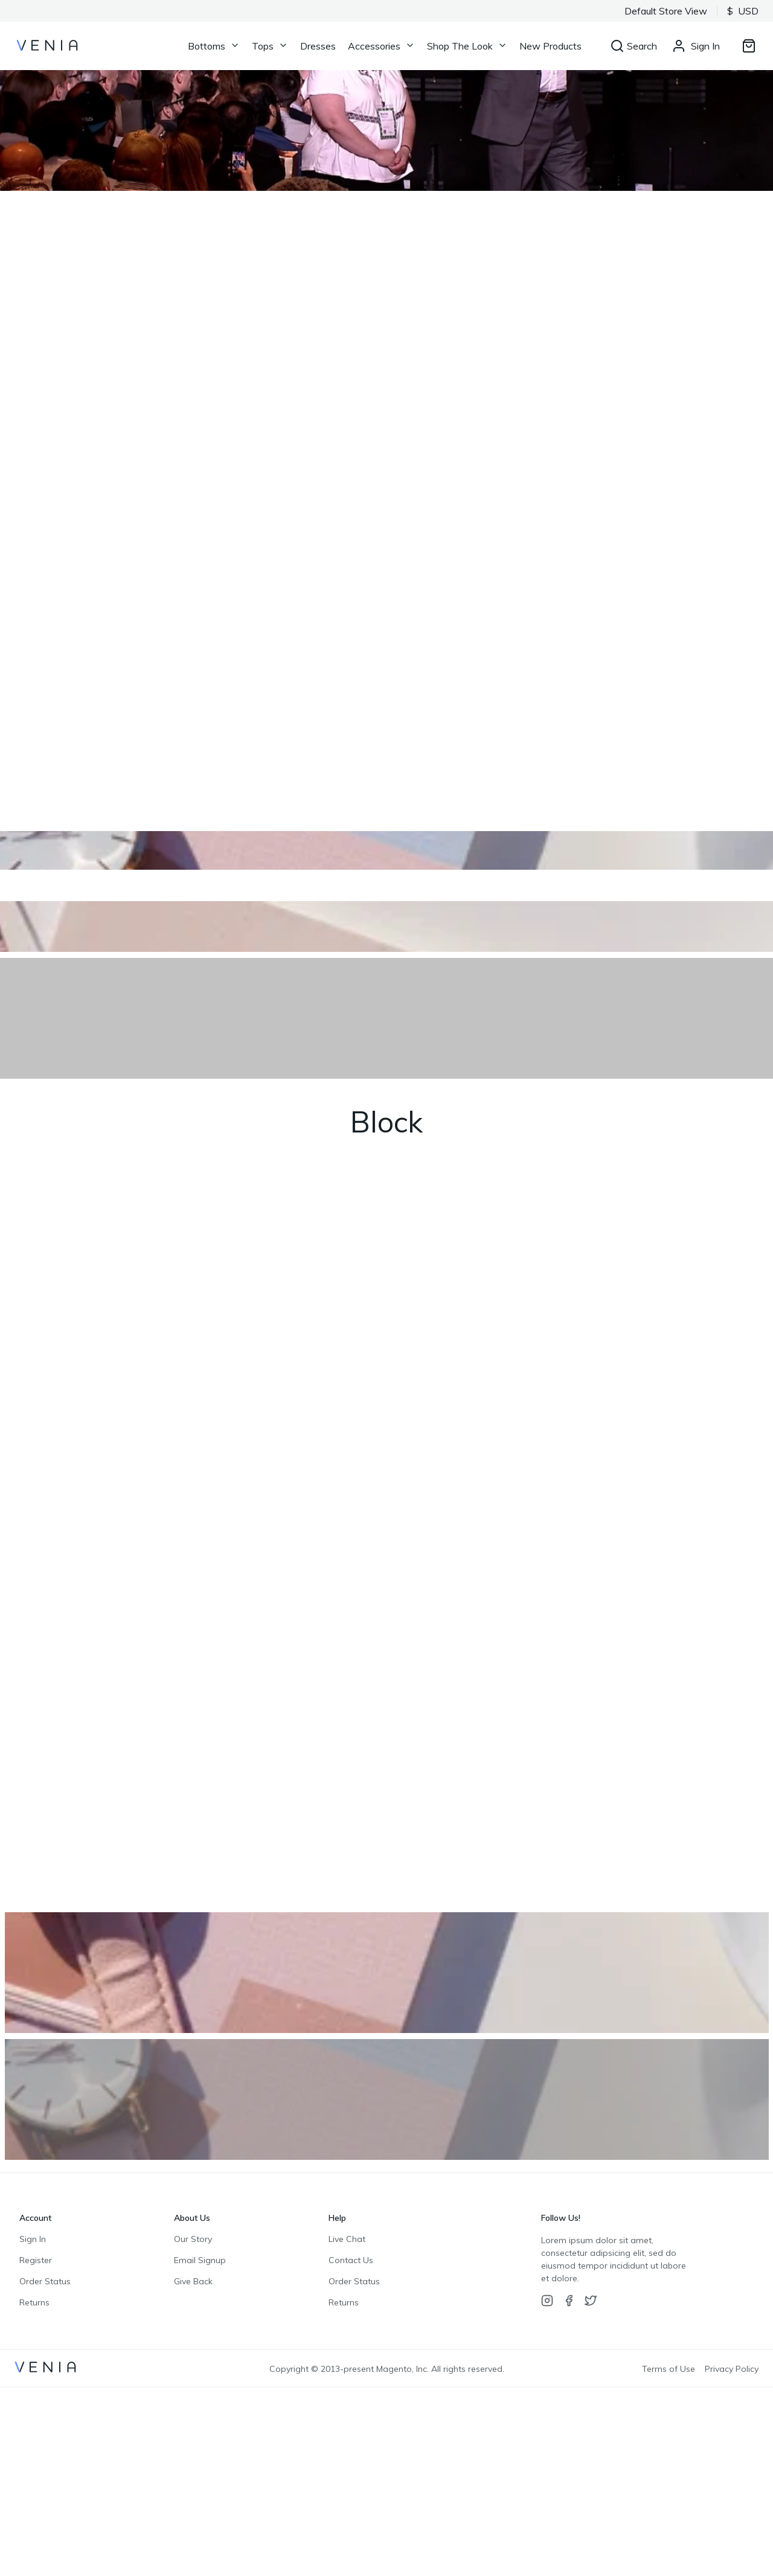 Default Store View $ USD
VENIA Bottoms Tops Dresses Accessories Shop The Look New Products Search Sign In
Block
Account
Sign In
Register
Order Status
Returns
About Us
Our Story
Email Signup
Give Back
Help
Live Chat
Contact Us
Order Status
Returns
Follow Us!
Lorem ipsum dolor sit amet,
consectetur adipsicing elit, sed do
eiusmod tempor incididunt ut labore
et dolore.
VENIA Copyright © 2013-present Magento, Inc. All rights reserved. Terms of Use Privacy Policy